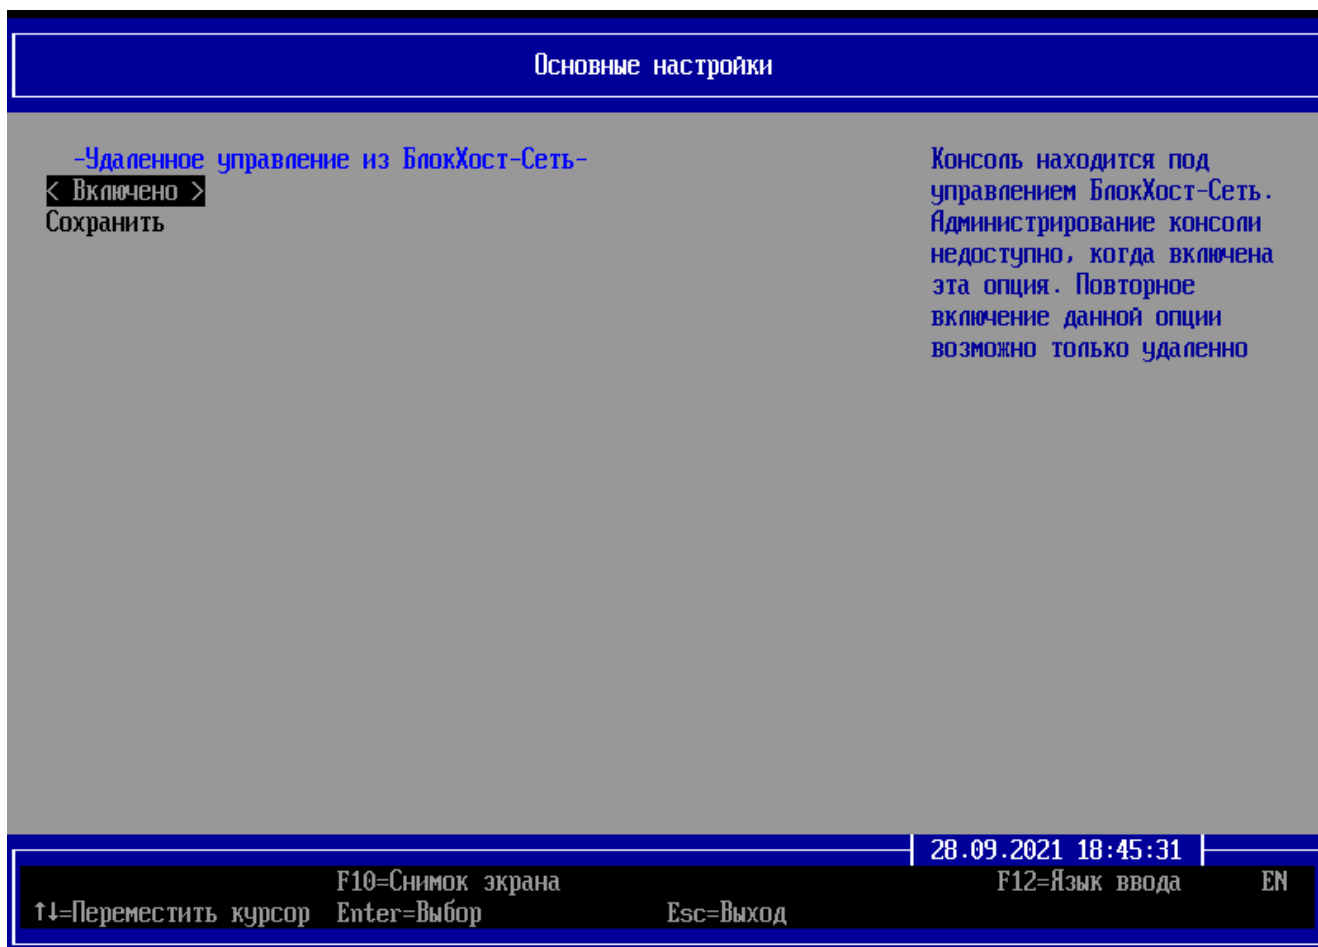 Основные настройки
-Удаленное управление из БлокХост-Сеть-
< Включено >
Сохранить
Консоль находится под
управлением БлокХост-Сеть.
Администрирование консоли
недоступно, когда включена
эта опция. Повторное
включение данной опции
возможно только удаленно
28.09.2021 18:45:31
F10=Снимок экрана F12=Язык ввода EN
↑↓=Переместить курсор Enter=Выбор Esc=Выход